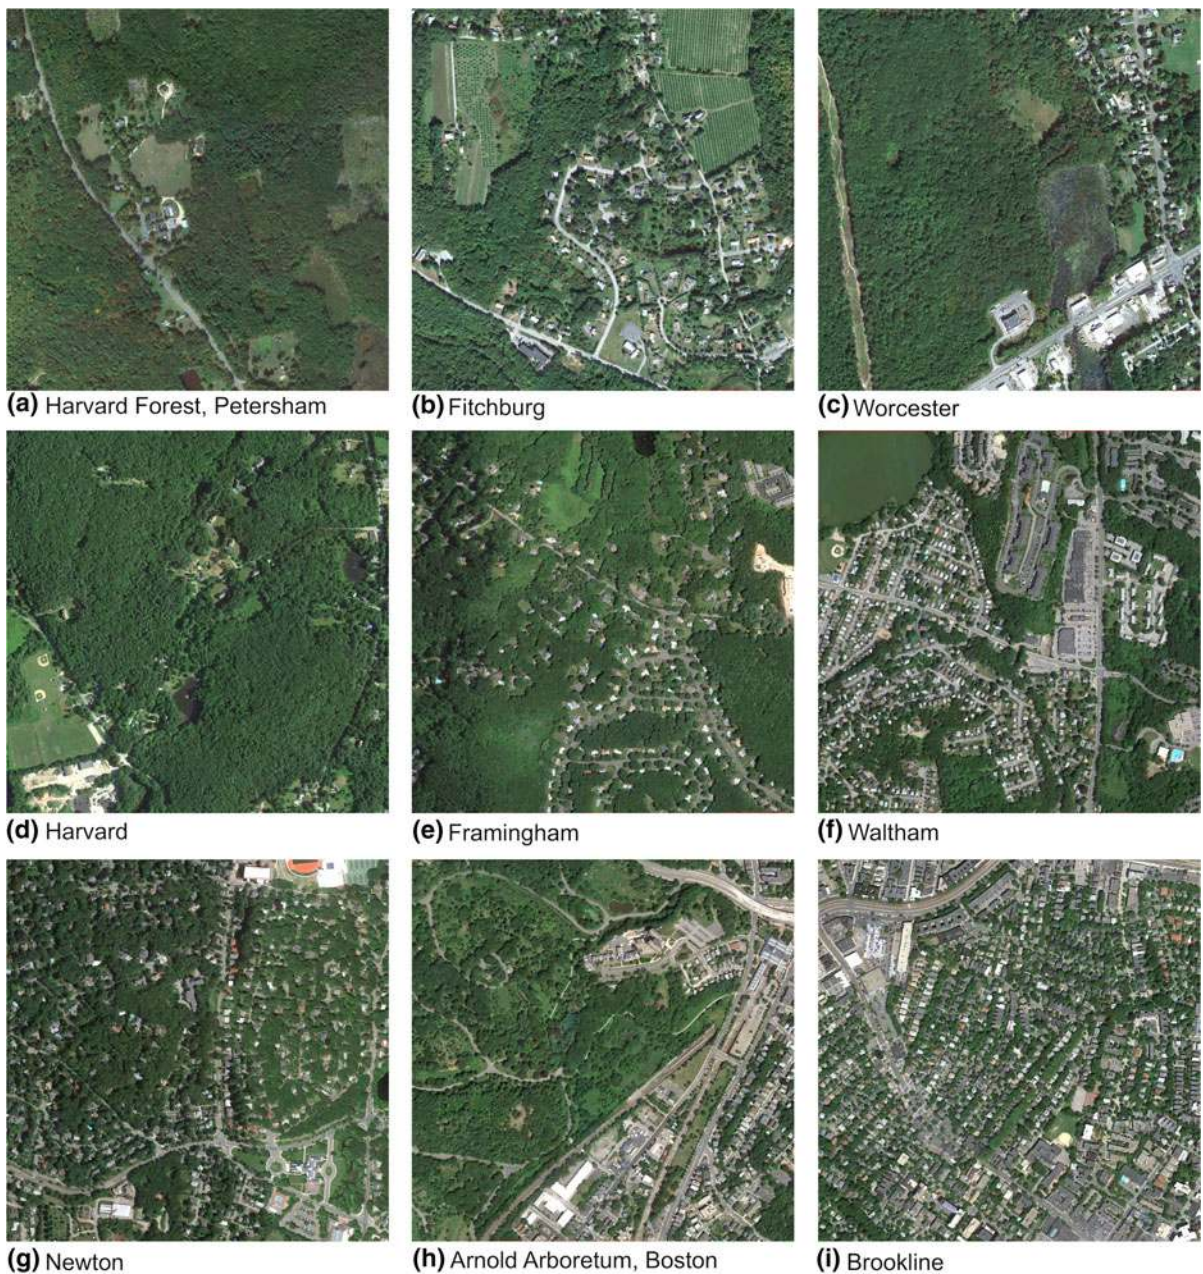 (a) Harvard Forest, Petersham
(b) Fitchburg
(c) Worcester
(d) Harvard
(e) Framingham
(f) Waltham
(g) Newton
(h) Arnold Arboretum, Boston
(i) Brookline